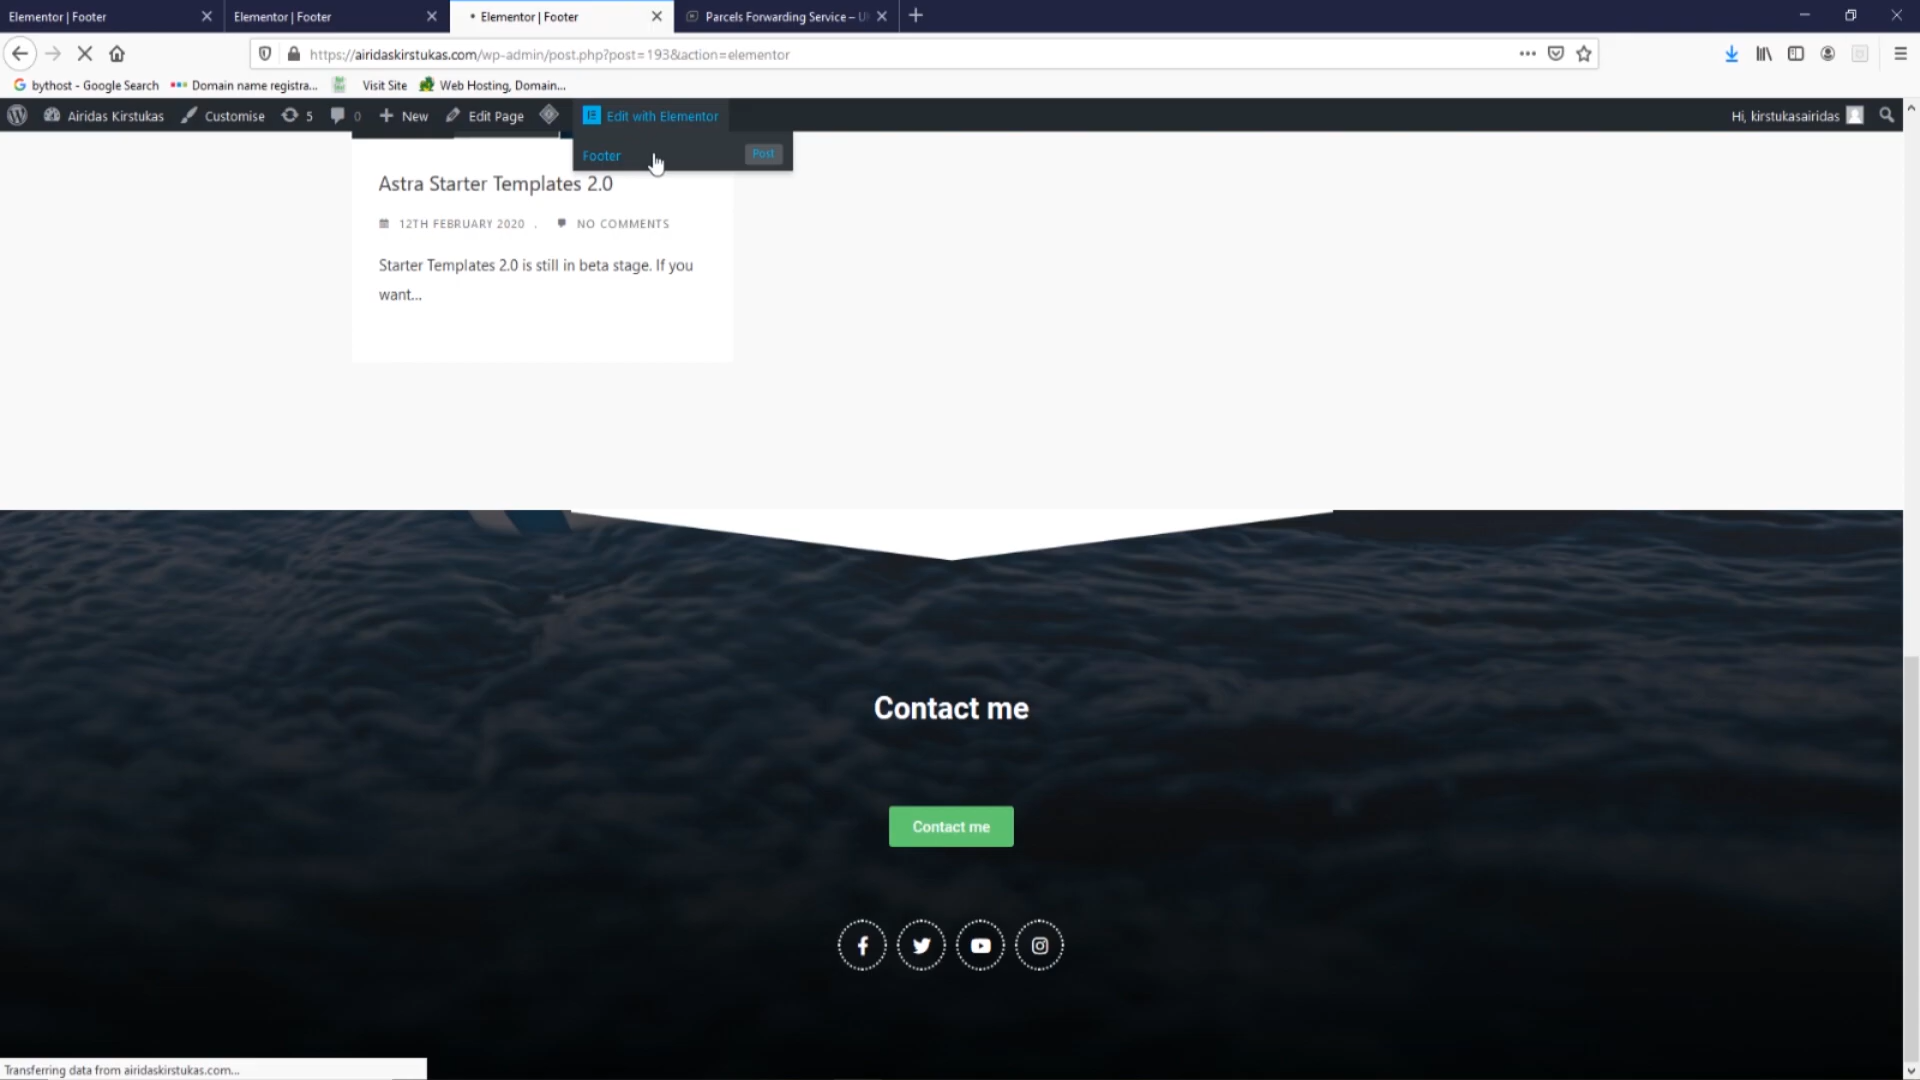 Elementor | Footer
Elementor | Footer
Elementor | Footer
Parcels Forwarding Service – U
https://airidaskirstukas.com/wp-admin/post.php?post=193&action=elementor
bythost - Google Search
Domain name registra...
Visit Site
Web Hosting, Domain...
Airidas Kirstukas
Customise
5
0
New
Edit Page
Edit with Elementor
Hi, kirstukasairidas
Footer
Post
Astra Starter Templates 2.0
12TH FEBRUARY 2020 .
NO COMMENTS
Starter Templates 2.0 is still in beta stage. If you
want...
Contact me
Contact me
Transferring data from airidaskirstukas.com...